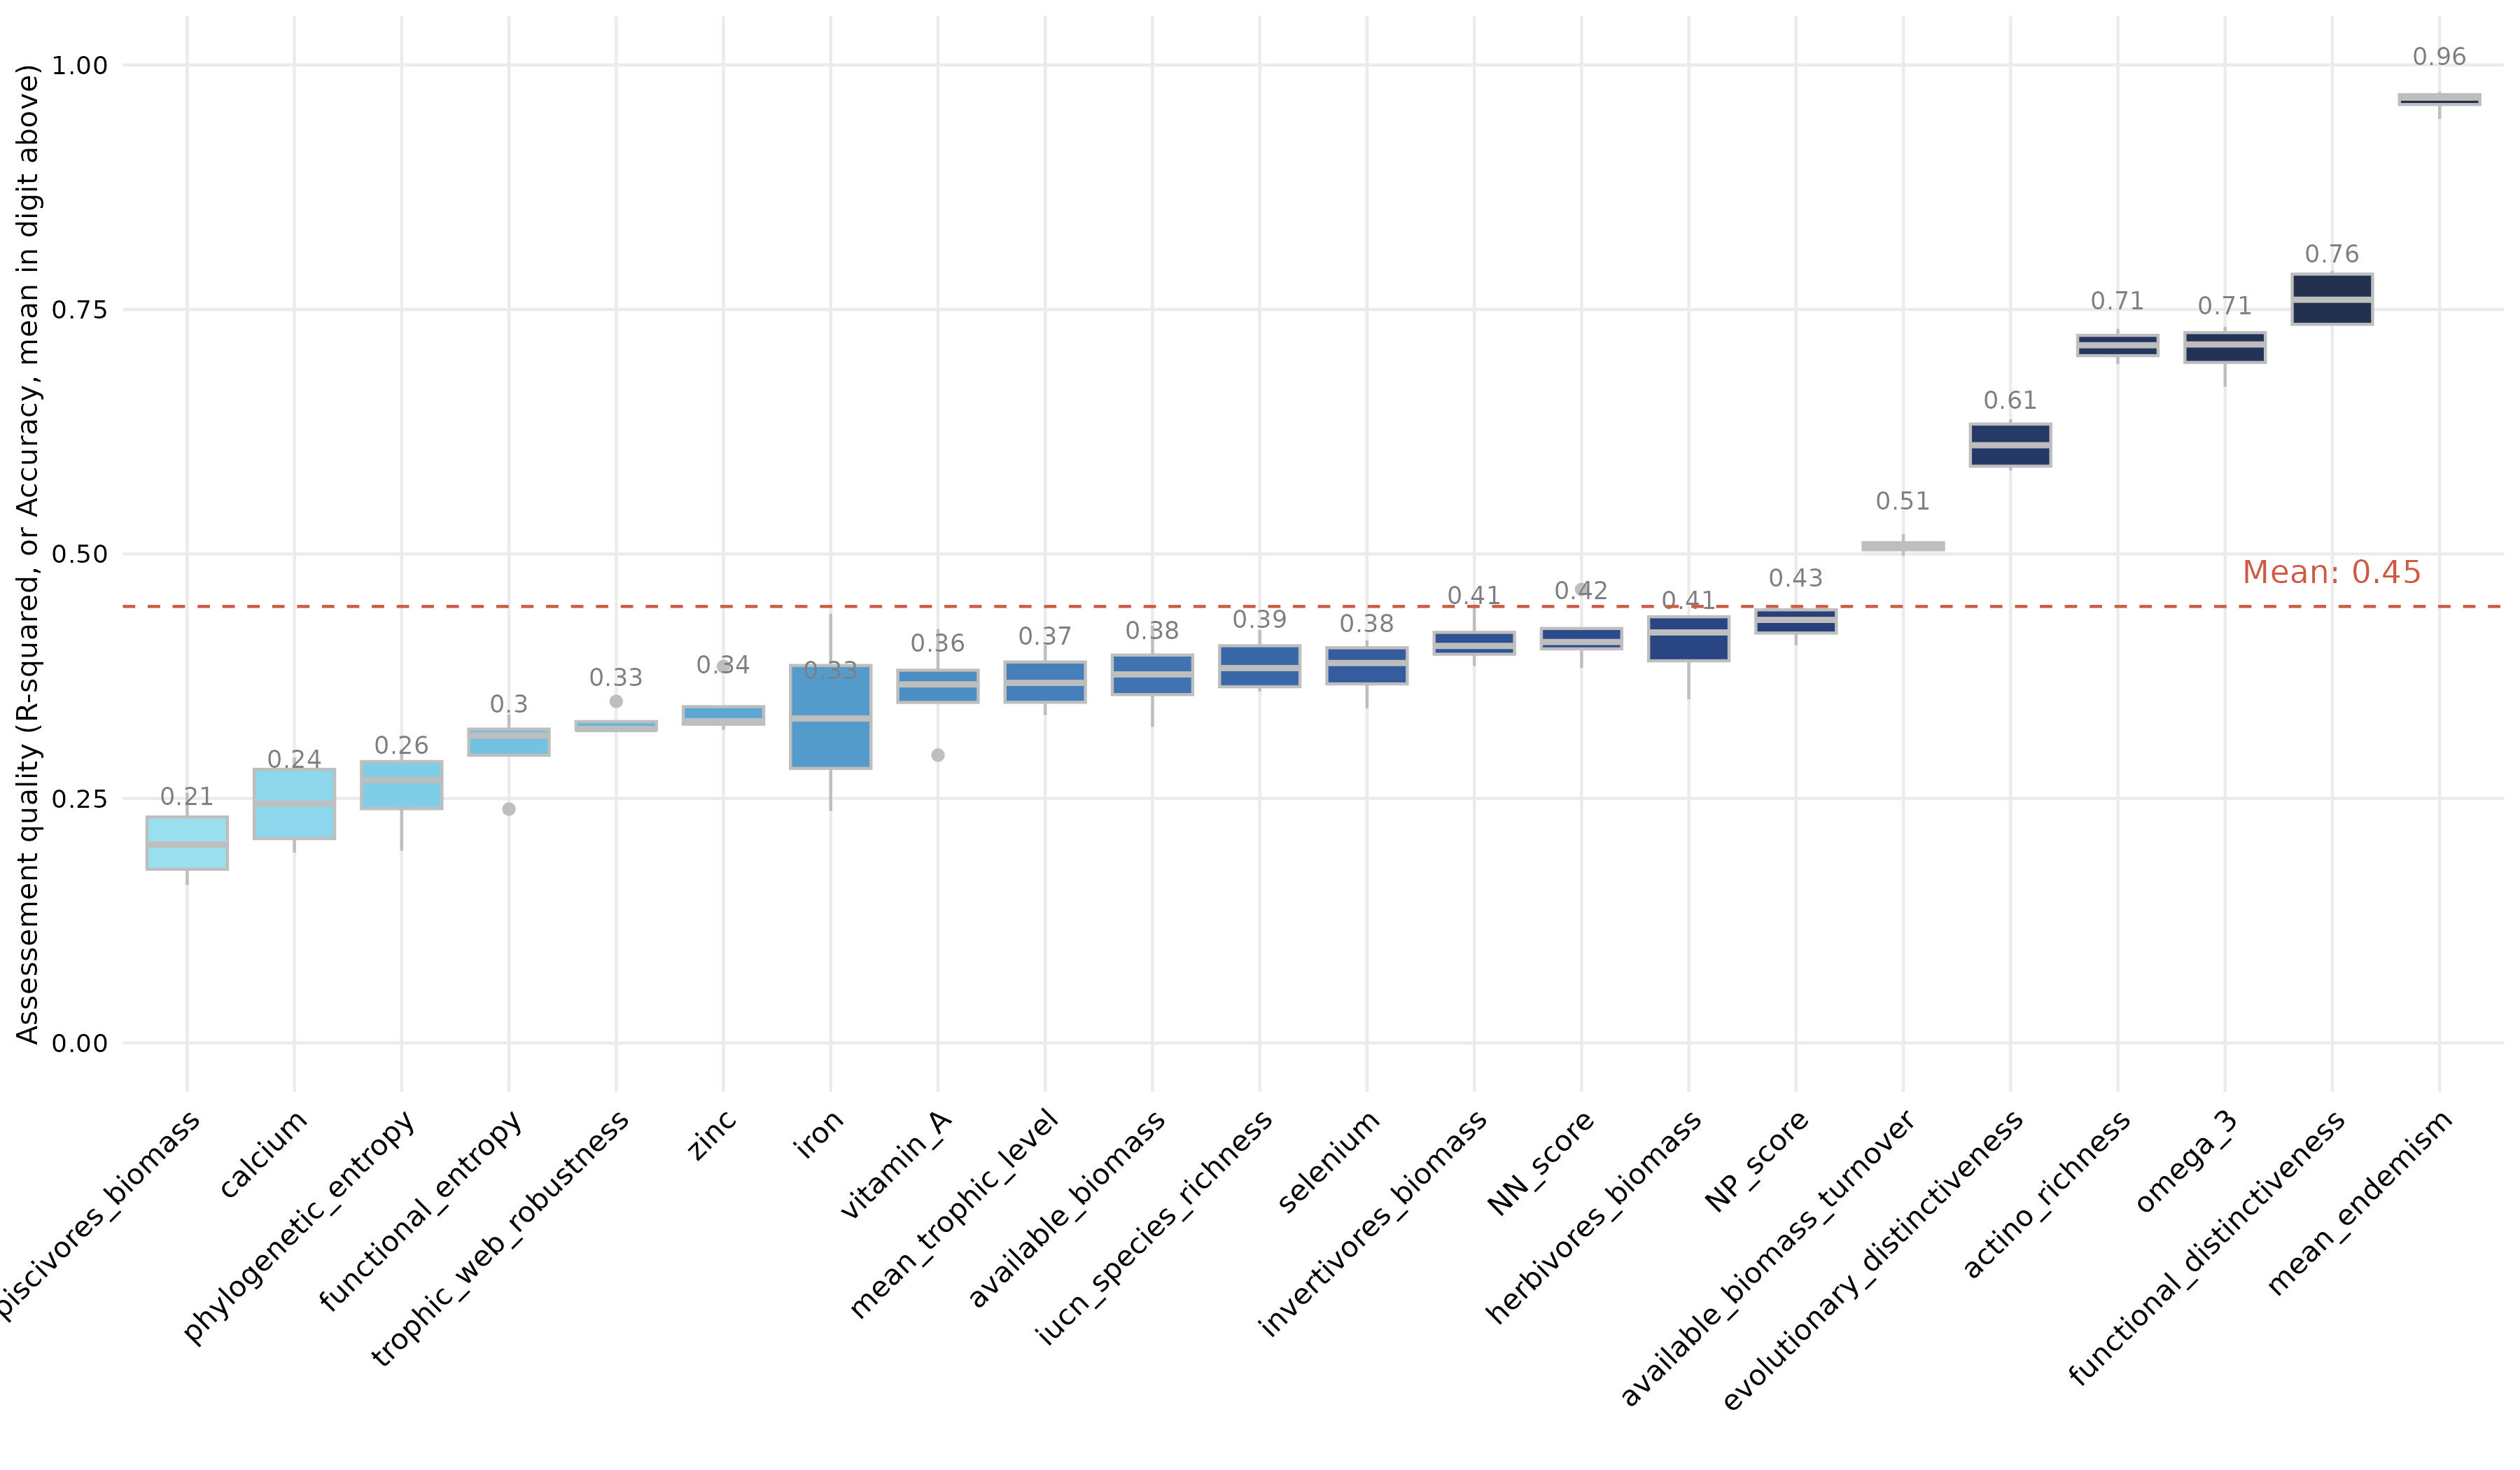 Assessement quality (R-squared, or Accuracy, mean in digit above)
1.00
0.75
0.50
0.25
0.00
0.21
0.24
0.26
0.3
0.33
0.34
0.33
0.36
0.37
0.38
0.39
0.38
0.41
0.42
0.41
0.43
0.51
0.61
0.71
0.71
0.76
0.96
Mean: 0.45
piscivores_biomass
calcium
phylogenetic_entropy
functional_entropy
trophic_web_robustness
zinc
iron
vitamin_A
mean_trophic_level
available_biomass
iucn_species_richness
selenium
invertivores_biomass
NN_score
herbivores_biomass
NP_score
available_biomass_turnover
evolutionary_distinctiveness
actino_richness
omega_3
functional_distinctiveness
mean_endemism